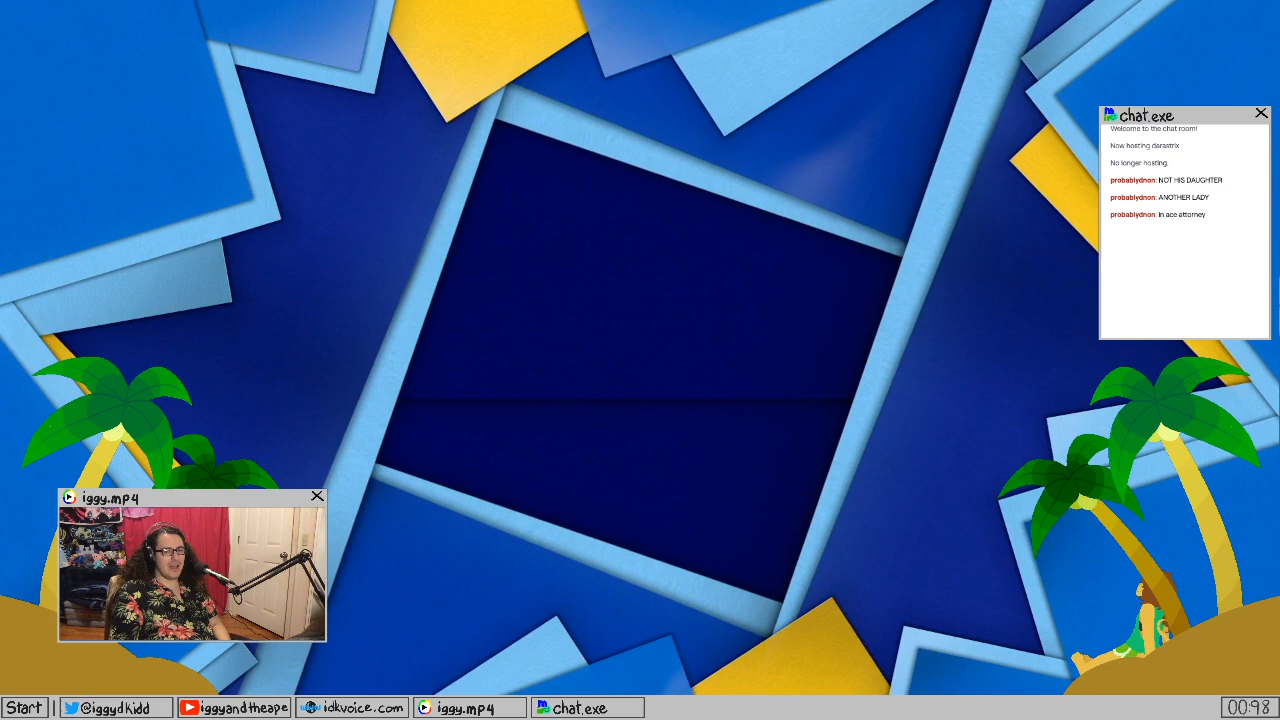 chat.exe
Welcome to the chat room!
Now hosting darastrix
No longer hosting.
probablydnon: NOT HIS DAUGHTER
probablydnon: ANOTHER LADY
probablydnon: in ace attorney
iggy.mp4
Start | @iggydkidd iggyandtheape idkvoice.com iggy.mp4 chat.exe 00:98